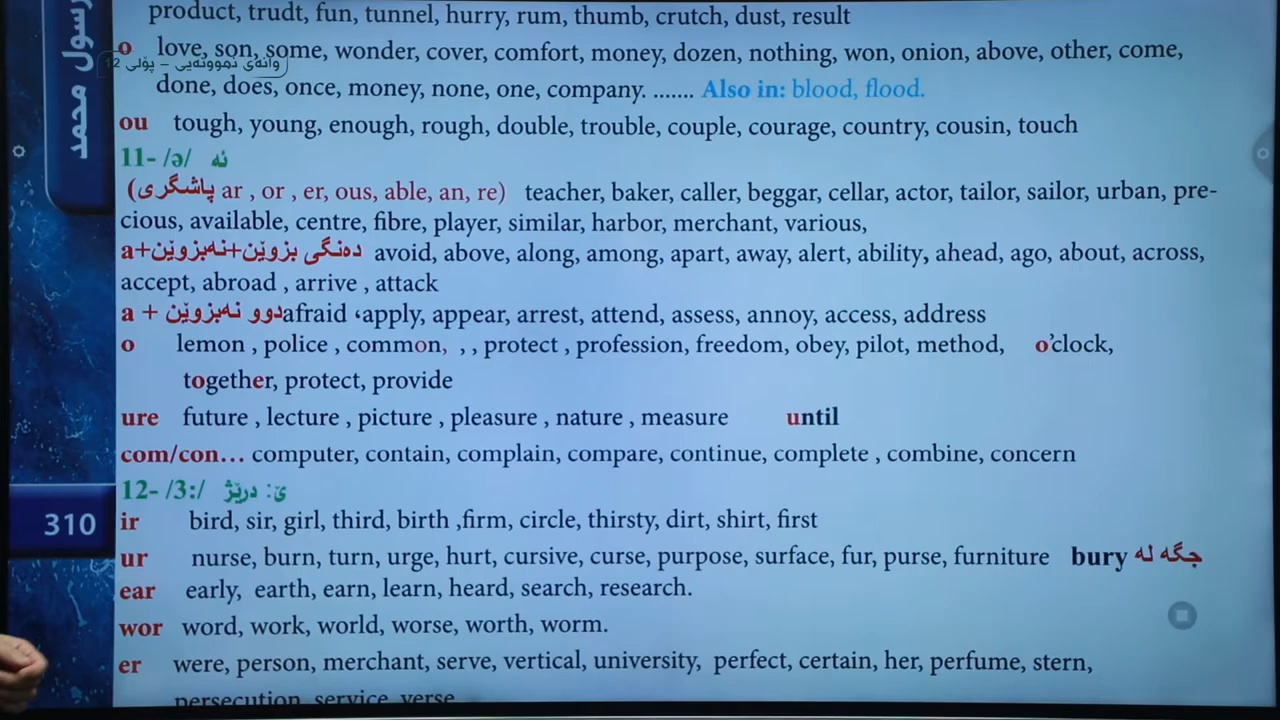 رسول محمد
product, trudt, fun, tunnel, hurry, rum, thumb, crutch, dust, result
o love, son, some, wonder, cover, comfort, money, dozen, nothing, won, onion, above, other, come,
وانەی نموونەیی – پۆلی 12
done, does, once, money, none, one, company. ....... Also in: blood, flood.
ou tough, young, enough, rough, double, trouble, couple, courage, country, cousin, touch
11- /ə/ ئە
(پاشگری ar , or , er, ous, able, an, re) teacher, baker, caller, beggar, cellar, actor, tailor, sailor, urban, pre-
cious, available, centre, fibre, player, similar, harbor, merchant, various,
a+دەنگی بزوێن+نەبزوێن avoid, above, along, among, apart, away, alert, ability, ahead, ago, about, across,
accept, abroad , arrive , attack
a + دوو نەبزوێن afraid ،apply, appear, arrest, attend, assess, annoy, access, address
o lemon , police , common, , , protect , profession, freedom, obey, pilot, method, o'clock,
together, protect, provide
ure future , lecture , picture , pleasure , nature , measure until
com/con... computer, contain, complain, compare, continue, complete , combine, concern
12- /3:/ ێ: درێژ
310
ir bird, sir, girl, third, birth ,firm, circle, thirsty, dirt, shirt, first
ur nurse, burn, turn, urge, hurt, cursive, curse, purpose, surface, fur, purse, furniture bury جگە لە
ear early, earth, earn, learn, heard, search, research.
wor word, work, world, worse, worth, worm.
er were, person, merchant, serve, vertical, university, perfect, certain, her, perfume, stern,
persecution, service, verse